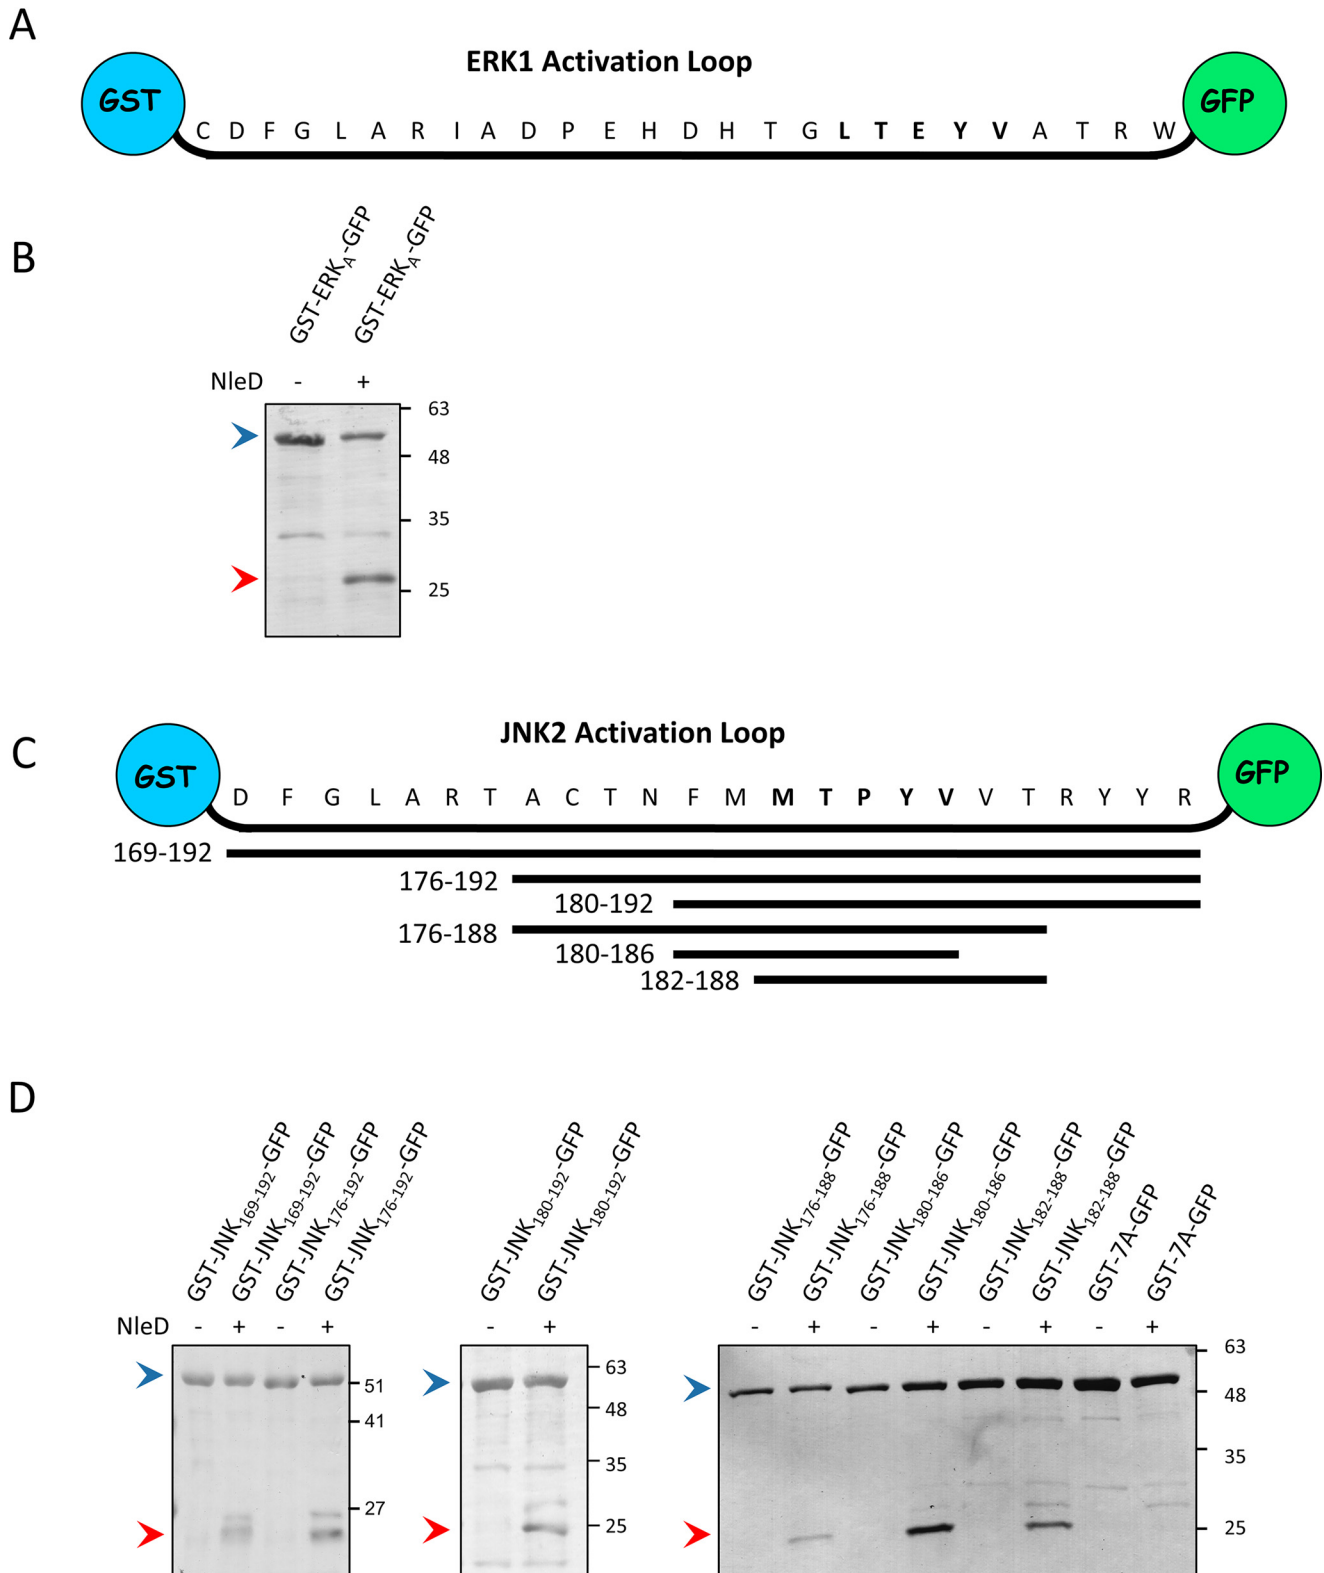 A
ERK1 Activation Loop
GST
GFP
C D F G L A R I A D P E H D H T G L T E Y V A T R W
B
GST-ERKA-GFP
GST-ERKA-GFP
NleD - +
63
48
35
25
C
JNK2 Activation Loop
GST
GFP
D F G L A R T A C T N F M M T P Y V V T R Y Y R
169-192
176-192
180-192
176-188
180-186
182-188
D
GST-JNK169-192-GFP
GST-JNK169-192-GFP
GST-JNK176-192-GFP
GST-JNK176-192-GFP
GST-JNK180-192-GFP
GST-JNK180-192-GFP
GST-JNK176-188-GFP
GST-JNK176-188-GFP
GST-JNK180-186-GFP
GST-JNK180-186-GFP
GST-JNK182-188-GFP
GST-JNK182-188-GFP
GST-7A-GFP
GST-7A-GFP
NleD - + - + - + - + - + - + - +
51
41
27
63
48
35
25
63
48
35
25